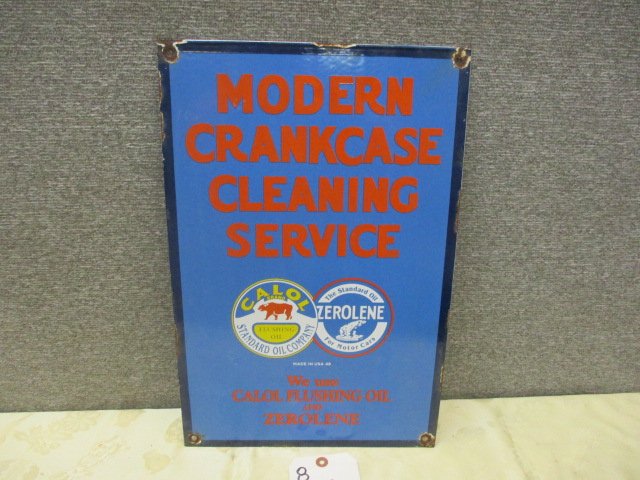 MODERN
CRANKCASE
CLEANING
SERVICE
CALOL
BRAND
FLUSHING
OIL
STANDARD OIL COMPANY
The Standard Oil
ZEROLENE
For Motor Cars
MADE IN USA
We use
CALOL FLUSHING OIL
and
ZEROLENE
8